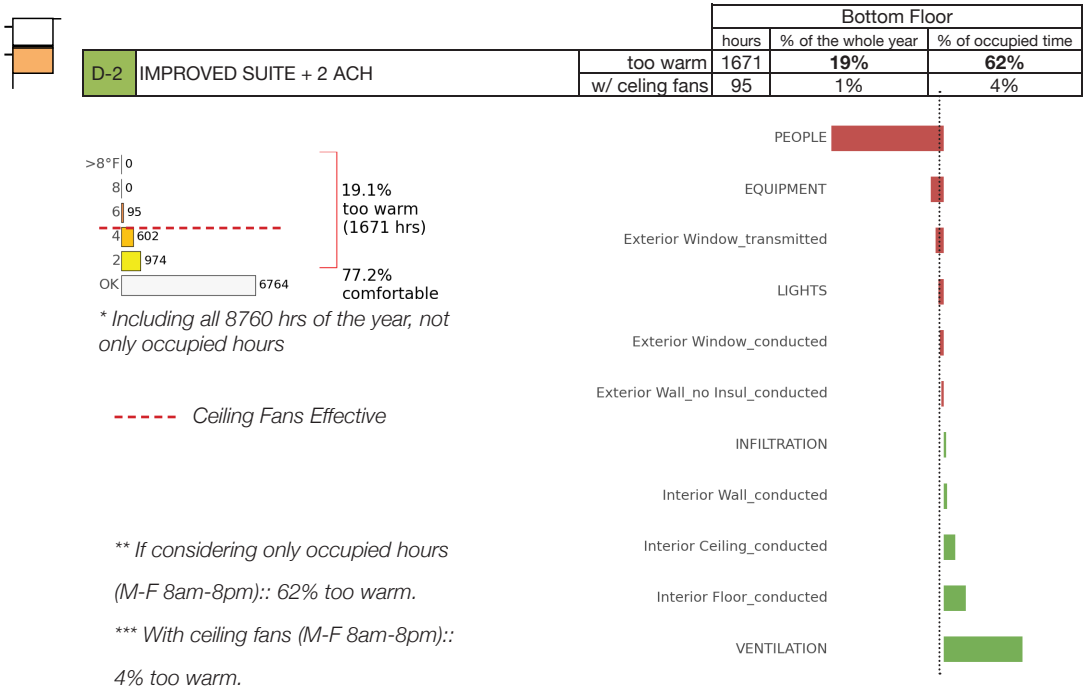 Bottom Floor
hours % of the whole year % of occupied time
D-2 IMPROVED SUITE + 2 ACH too warm 1671 19% 62%
w/ celing fans 95 1% 4%
>8°F 0
8 0
6 95
4 602
2 974
OK 6764
19.1%
too warm
(1671 hrs)
77.2%
comfortable
* Including all 8760 hrs of the year, not
only occupied hours
Ceiling Fans Effective
** If considering only occupied hours
(M-F 8am-8pm):: 62% too warm.
*** With ceiling fans (M-F 8am-8pm)::
4% too warm.
PEOPLE
EQUIPMENT
Exterior Window_transmitted
LIGHTS
Exterior Window_conducted
Exterior Wall_no Insul_conducted
INFILTRATION
Interior Wall_conducted
Interior Ceiling_conducted
Interior Floor_conducted
VENTILATION